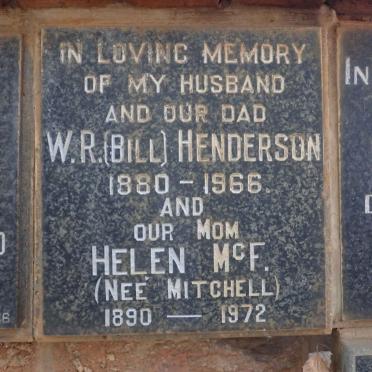 IN LOVING MEMORY
OF MY HUSBAND
AND OUR DAD
W.R.(BILL) HENDERSON
1880 - 1966
AND
OUR MOM
HELEN McF.
(NEÉ MITCHELL)
1890 — 1972